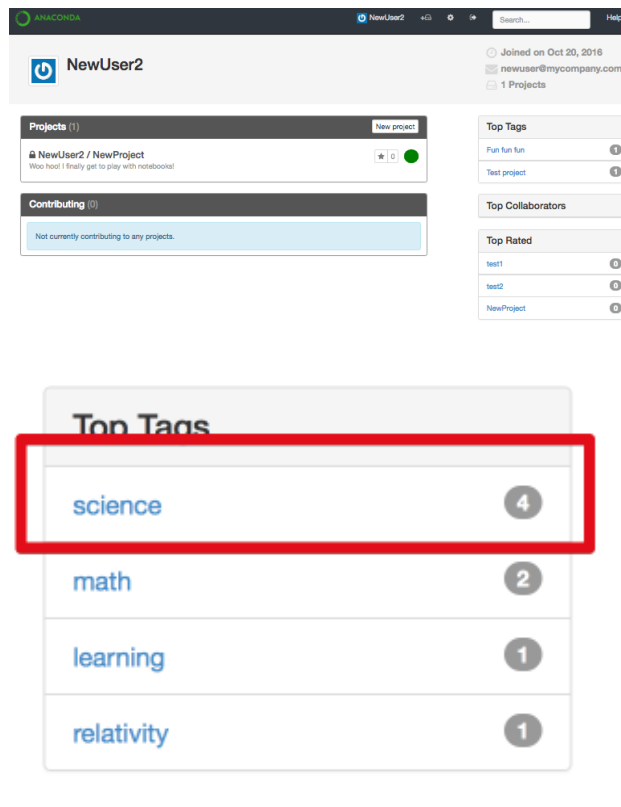 ANACONDA NewUser2 Search... Help
NewUser2
Joined on Oct 20, 2016
newuser@mycompany.com
1 Projects
Projects (1) New project
NewUser2 / NewProject ★ 0
Woo hoo! I finally get to play with notebooks!
Contributing (0)
Not currently contributing to any projects.
Top Tags
Fun fun fun 1
Test project 1
Top Collaborators
Top Rated
test1 0
test2 0
NewProject 0
Top Tags
science 4
math 2
learning 1
relativity 1